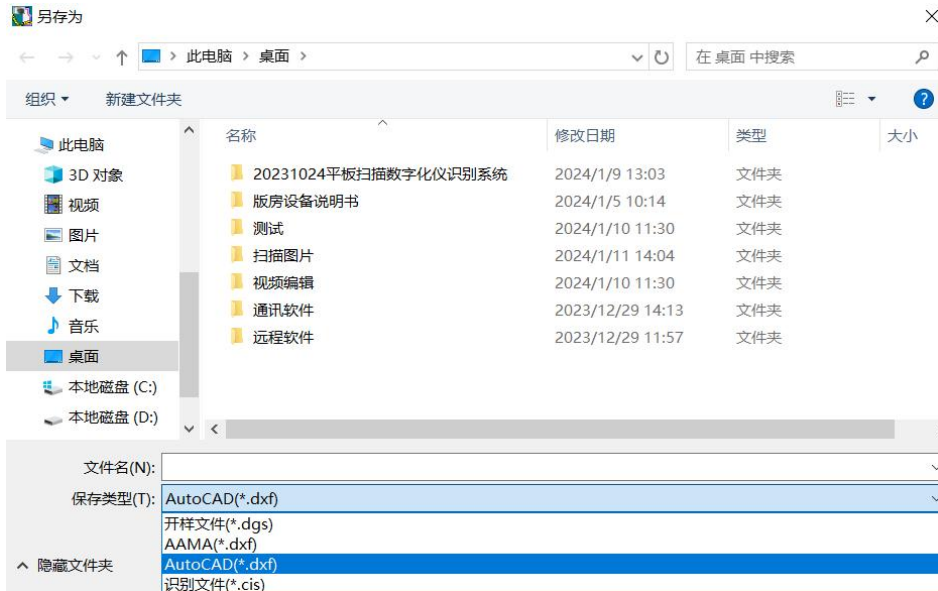 另存为
此电脑 > 桌面 >
在 桌面 中搜索
组织 新建文件夹
名称 修改日期 类型 大小
此电脑
3D 对象
视频
图片
文档
下载
音乐
桌面
本地磁盘 (C:)
本地磁盘 (D:)
20231024平板扫描数字化仪识别系统 2024/1/9 13:03 文件夹
版房设备说明书 2024/1/5 10:14 文件夹
测试 2024/1/10 11:30 文件夹
扫描图片 2024/1/11 14:04 文件夹
视频编辑 2024/1/10 11:30 文件夹
通讯软件 2023/12/29 14:13 文件夹
远程软件 2023/12/29 11:57 文件夹
文件名(N):
保存类型(T): AutoCAD(*.dxf)
开样文件(*.dgs)
AAMA(*.dxf)
AutoCAD(*.dxf)
识别文件(*.cis)
隐藏文件夹